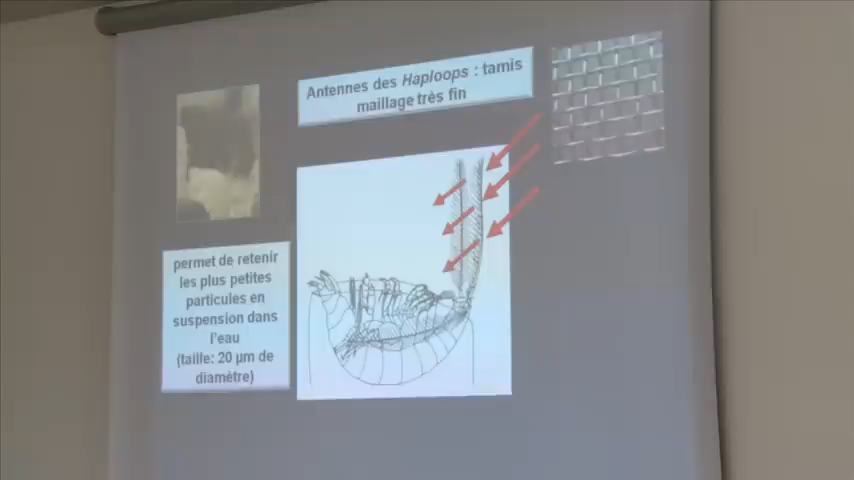 Antennes des Haploops : tamis
maillage très fin
permet de retenir
les plus petites
particules en
suspension dans
l'eau
(taille: 20 µm de
diamètre)